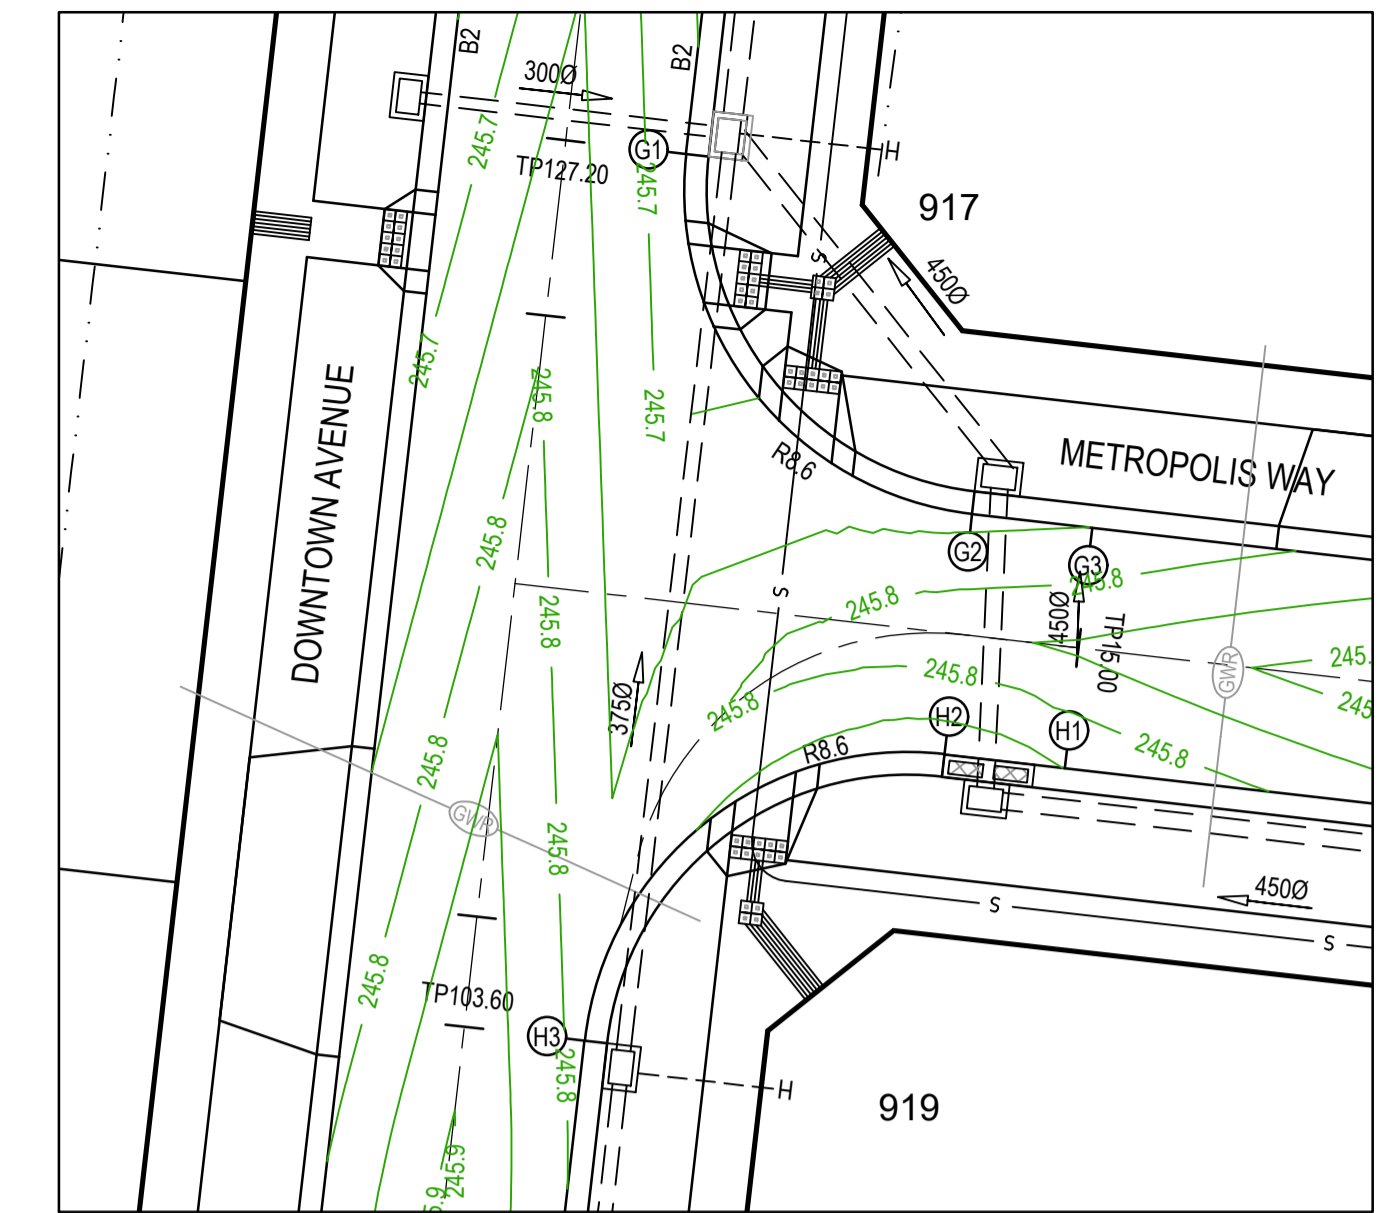 B2
B2
300Ø
G1
H
TP127.20
245.7
245.7
917
S
450Ø
245.7
245.8
245.7
DOWNTOWN AVENUE
R8.6
METROPOLIS WAY
245.8
G2
G3
245.8
S
245.8
245.8
450Ø
TP15.00
245.
GWR
245.8
375Ø
245.8
H2
H1
245
245.8
R8.6
245.8
GWR
245.8
450Ø
S
S
245.8
TP103.60
H3
245.8
H
919
245.9
5.9